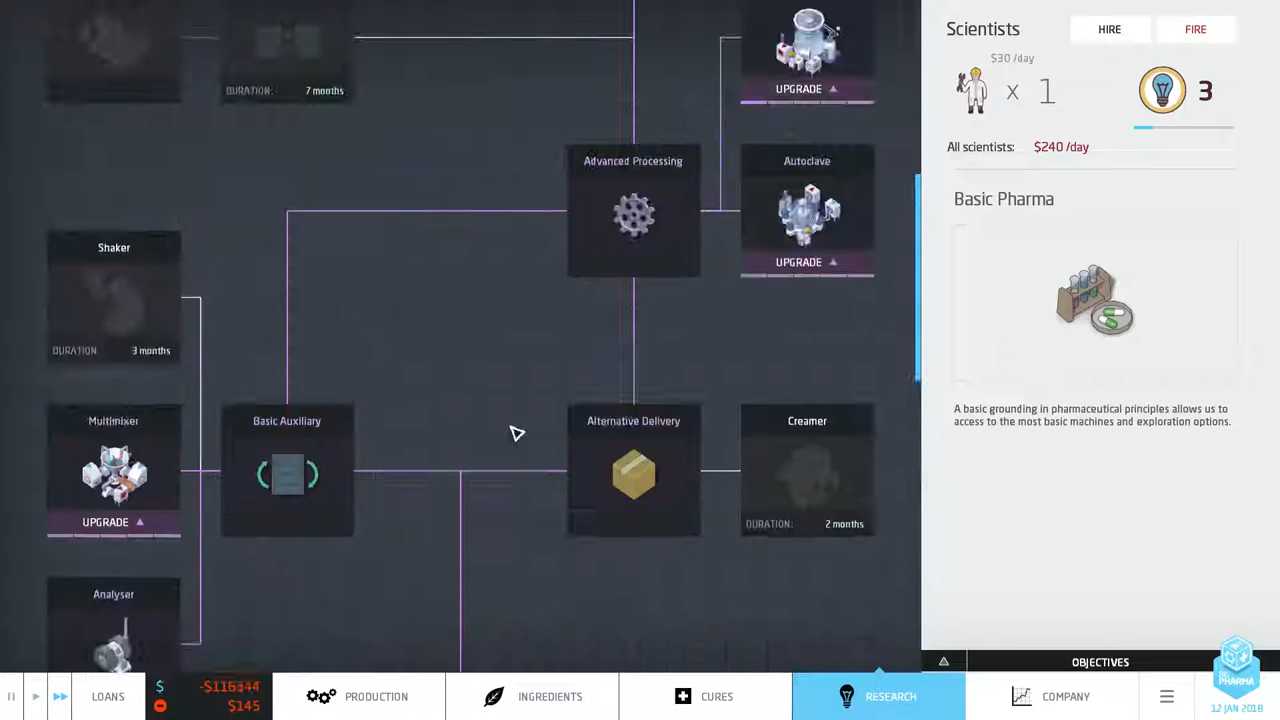 DURATION: 7 months
UPGRADE
Advanced Processing
Autoclave
UPGRADE
Shaker
DURATION 3 months
Multimixer
UPGRADE
Basic Auxiliary
Alternative Delivery
Creamer
DURATION: 2 months
Analyser
Scientists
HIRE
FIRE
$30 /day
X 1
3
All scientists: $240 /day
Basic Pharma
A basic grounding in pharmaceutical principles allows us to
access to the most basic machines and exploration options.
OBJECTIVES
LOANS
$
$145
PRODUCTION
INGREDIENTS
CURES
RESEARCH
COMPANY
BIG
PHARMA
12 JAN 2018